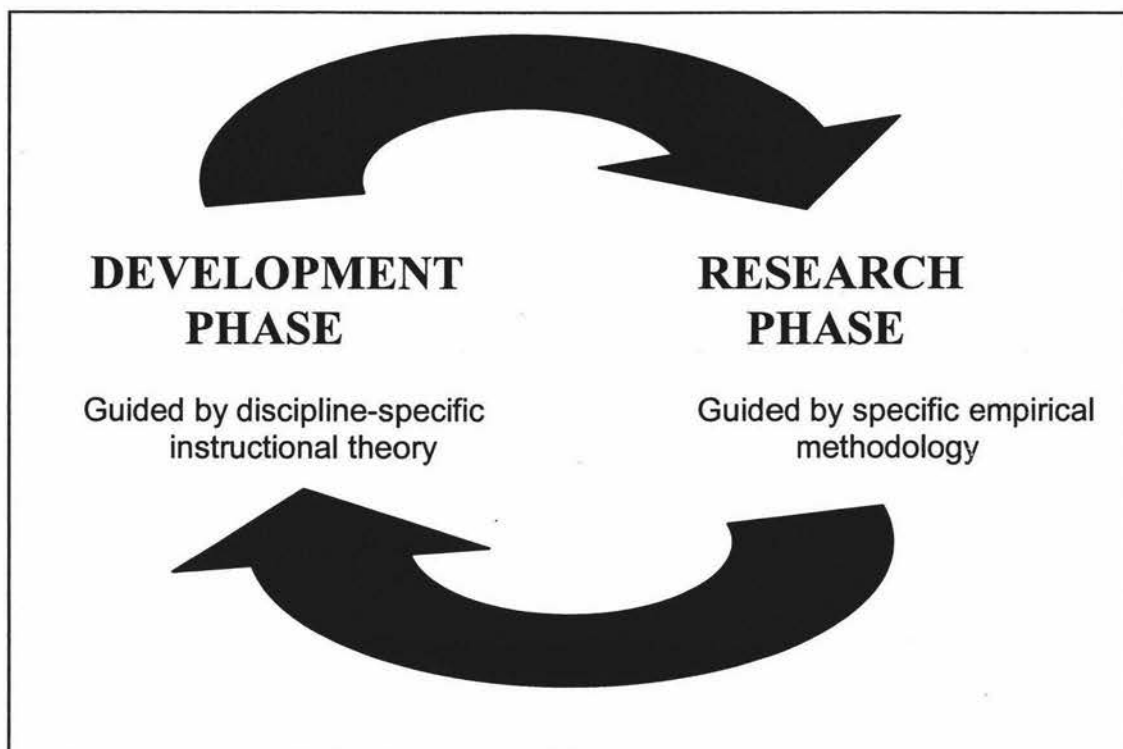 DEVELOPMENT
PHASE
Guided by discipline-specific
instructional theory
RESEARCH
PHASE
Guided by specific empirical
methodology